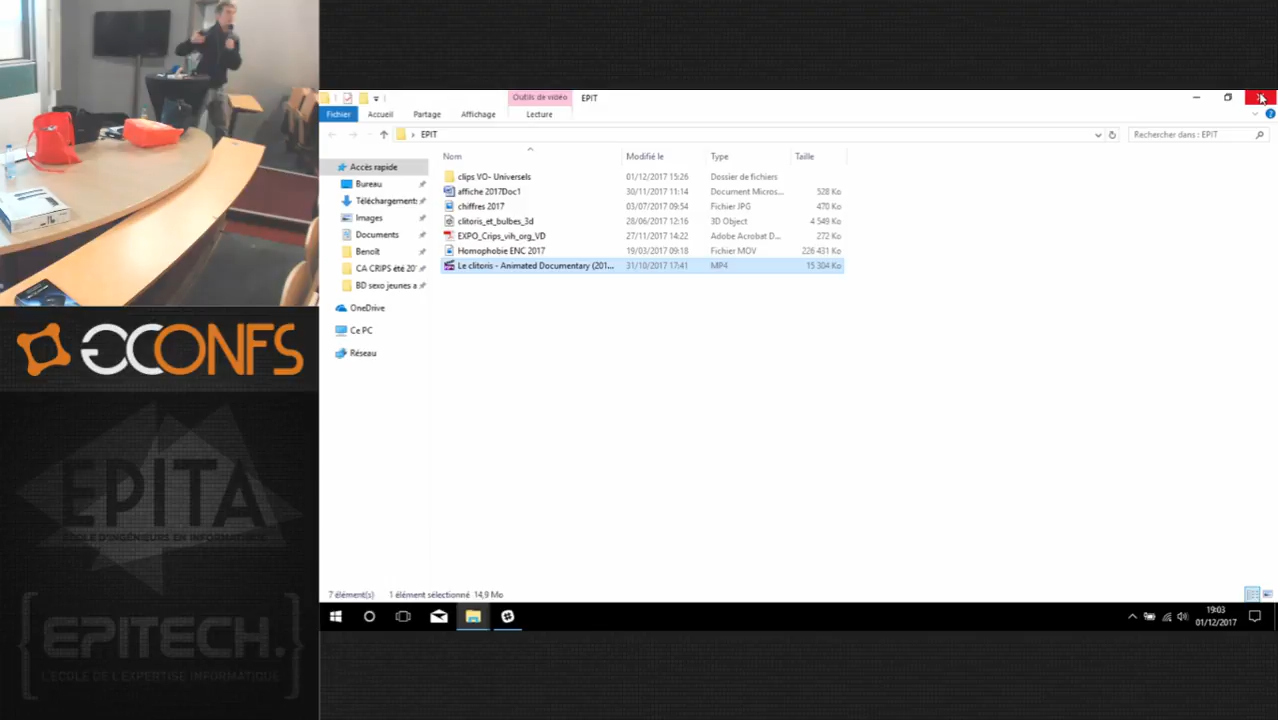 Outils de vidéo EPIT
Fichier Accueil Partage Affichage Lecture
EPIT Rechercher dans : EPIT
Nom Modifié le Type Taille
Accès rapide
Bureau
Téléchargements
Images
Documents
Benoît
CA CRIPS été 20
BD sexo jeunes a
OneDrive
Ce PC
Réseau
clips VO- Universels 01/12/2017 15:26 Dossier de fichiers
affiche 2017Doc1 30/11/2017 11:14 Document Micros... 528 Ko
chiffres 2017 03/07/2017 09:54 Fichier JPG 470 Ko
clitoris_et_bulbes_3d 28/06/2017 12:16 3D Object 4 549 Ko
EXPO_Crips_vih_org_VD 27/11/2017 14:22 Adobe Acrobat D... 272 Ko
Homophobie ENC 2017 19/03/2017 09:18 Fichier MOV 226 431 Ko
Le clitoris - Animated Documentary (201... 31/10/2017 17:41 MP4 15 304 Ko
7 élément(s) 1 élément sélectionné 14,9 Mo
19:03
01/12/2017
GCONFS
EPITA
ÉCOLE D'INGÉNIEURS EN INFORMATIQUE
{EPITECH.}
L'ÉCOLE DE L'EXPERTISE INFORMATIQUE